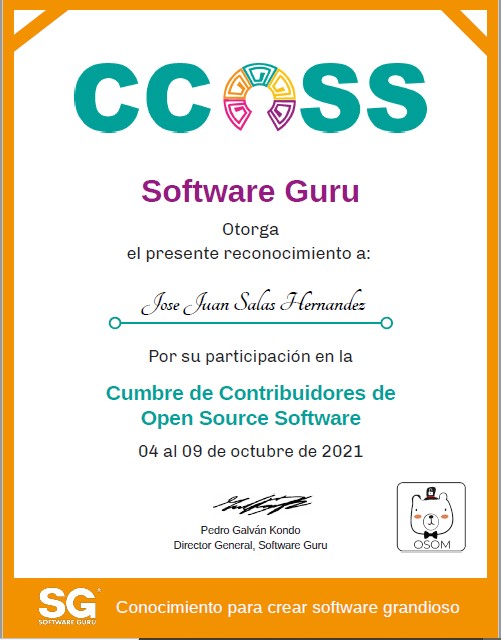 CCOSS
Software Guru
Otorga
el presente reconocimiento a:
Jose Juan Salas Hernandez
Por su participación en la
Cumbre de Contribuidores de
Open Source Software
04 al 09 de octubre de 2021
Pedro Galván Kondo
Director General, Software Guru
OSOM
SG
SOFTWARE GURU
Conocimiento para crear software grandioso